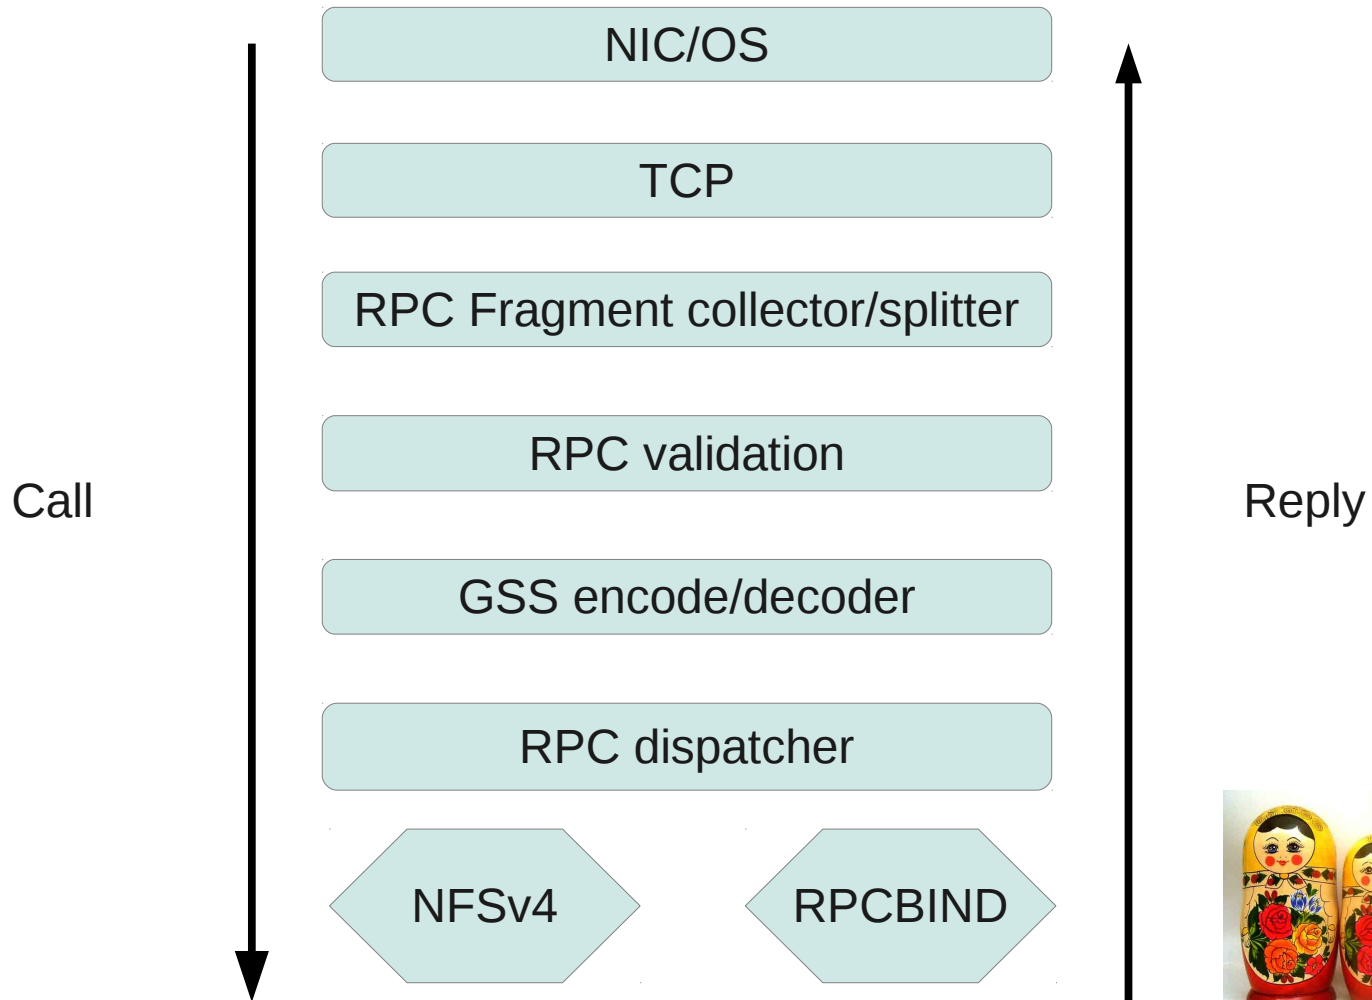 NIC/OS
TCP
RPC Fragment collector/splitter
RPC validation
Call
Reply
GSS encode/decoder
RPC dispatcher
NFSv4
RPCBIND